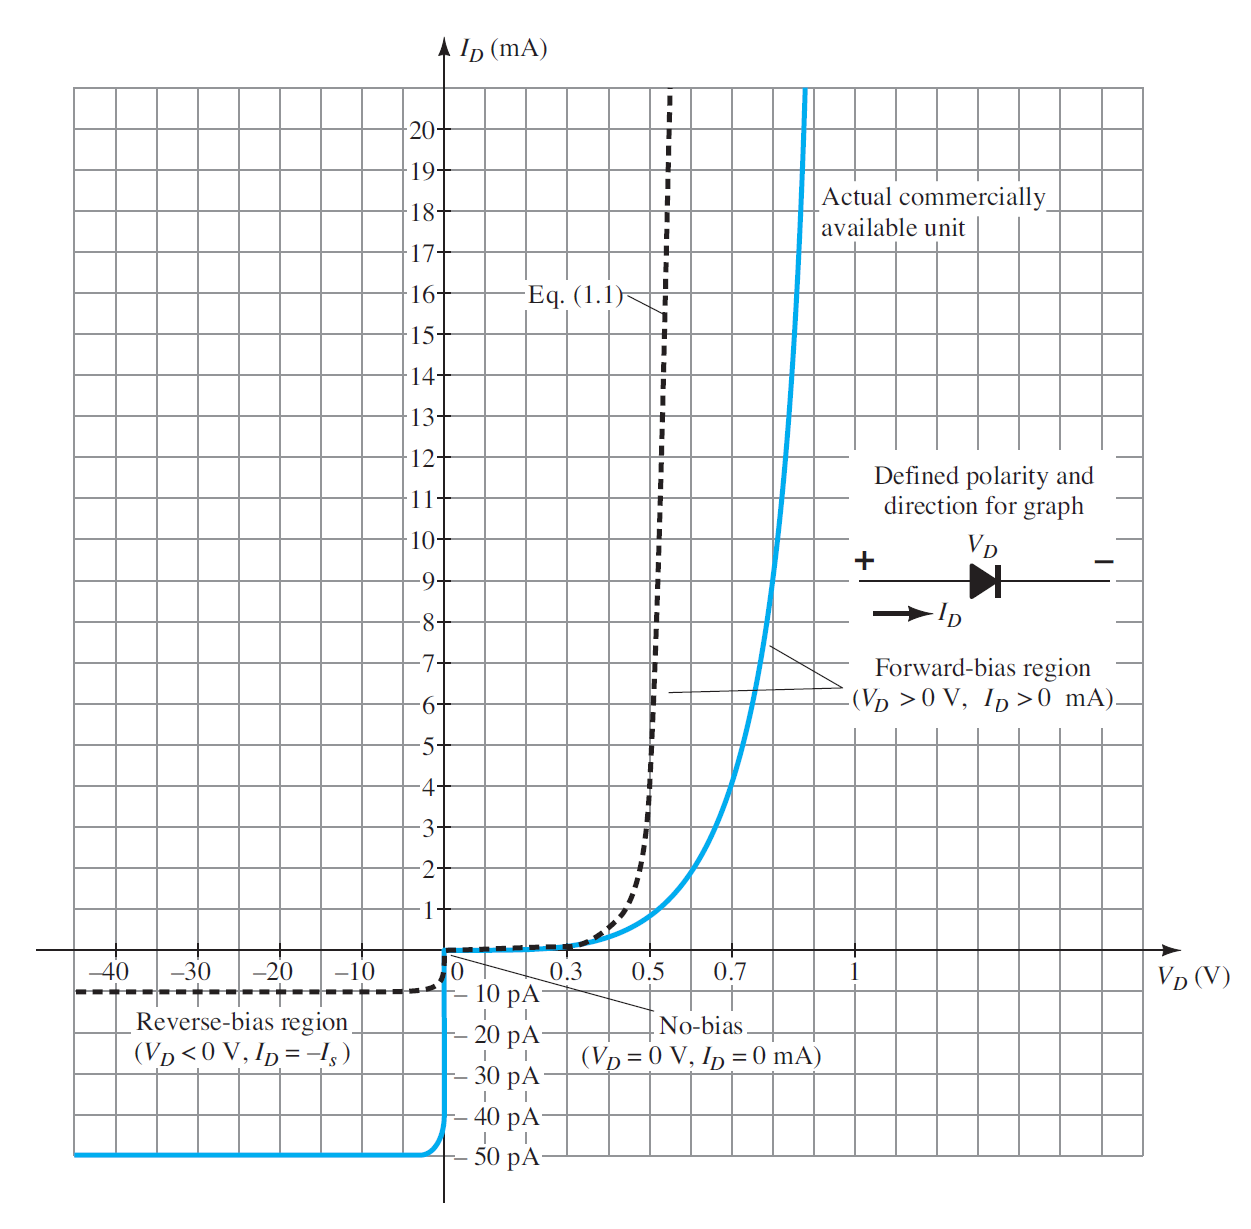 I_D (mA)
20
19
18
17
16
15
14
13
12
11
10
9
8
7
6
5
4
3
2
1
Actual commercially
available unit
Eq. (1.1)
Defined polarity and
direction for graph
V_D
+ –
I_D
Forward-bias region
(V_D > 0 V, I_D > 0 mA)
–40 –30 –20 –10 0 0.3 0.5 0.7 1
V_D (V)
– 10 pA
– 20 pA
– 30 pA
– 40 pA
– 50 pA
Reverse-bias region
(V_D < 0 V, I_D = –I_s)
No-bias
(V_D = 0 V, I_D = 0 mA)